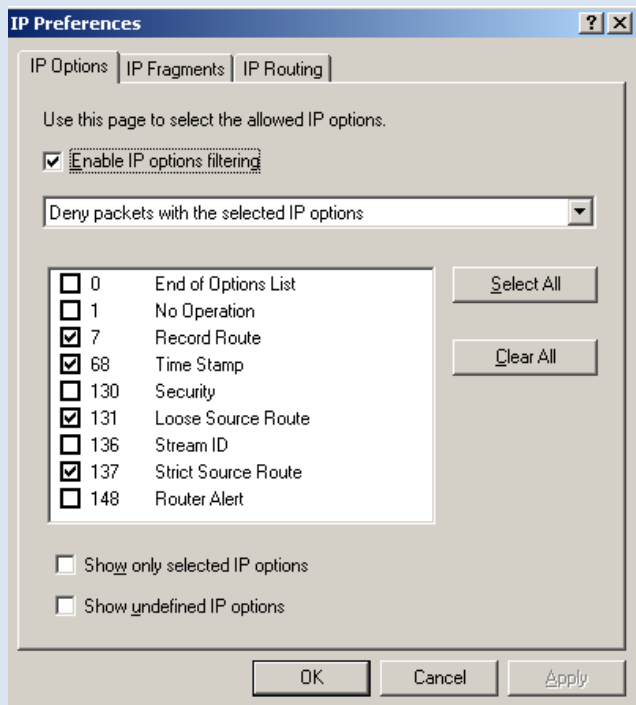 IP Preferences
IP Options IP Fragments IP Routing
Use this page to select the allowed IP options.
Enable IP options filtering
Deny packets with the selected IP options
0 End of Options List
1 No Operation
7 Record Route
68 Time Stamp
130 Security
131 Loose Source Route
136 Stream ID
137 Strict Source Route
148 Router Alert
Select All
Clear All
Show only selected IP options
Show undefined IP options
OK Cancel Apply